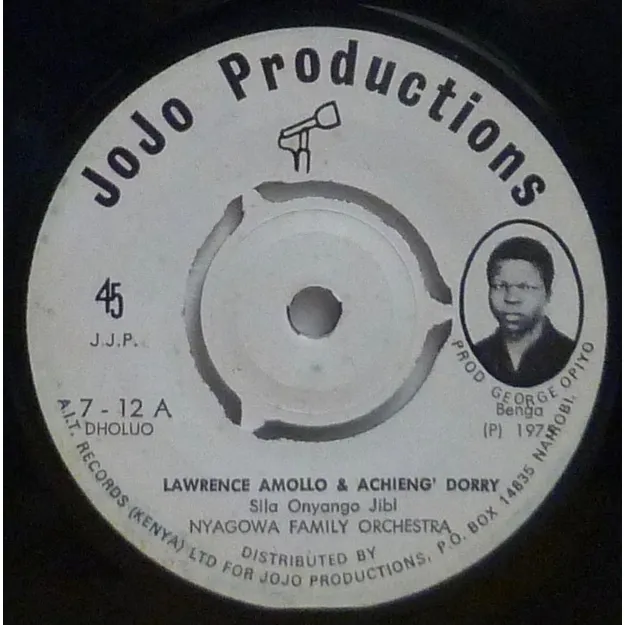 JoJo Productions
45
J.J.P.
7 - 12 A
DHOLUO
PROD GEORGE OPIYO
Benga
(P)
LAWRENCE AMOLLO & ACHIENG' DORRY
Sila Onyango Jibi
NYAGOWA FAMILY ORCHESTRA
A.I.T. RECORDS (KENYA) LTD FOR JOJO PRODUCTIONS, P.O. BOX 14835 NAIROBI.
DISTRIBUTED BY